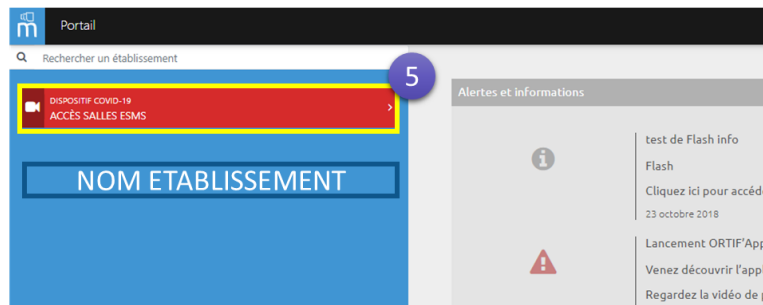 m Portail
Rechercher un établissement
5
DISPOSITIF COVID-19
ACCÈS SALLES ESMS
NOM ETABLISSEMENT
Alertes et informations
test de Flash info
Flash
Cliquez ici pour accéd
23 octobre 2018
Lancement ORTIF'App
Venez découvrir l'app
Regardez la vidéo de p